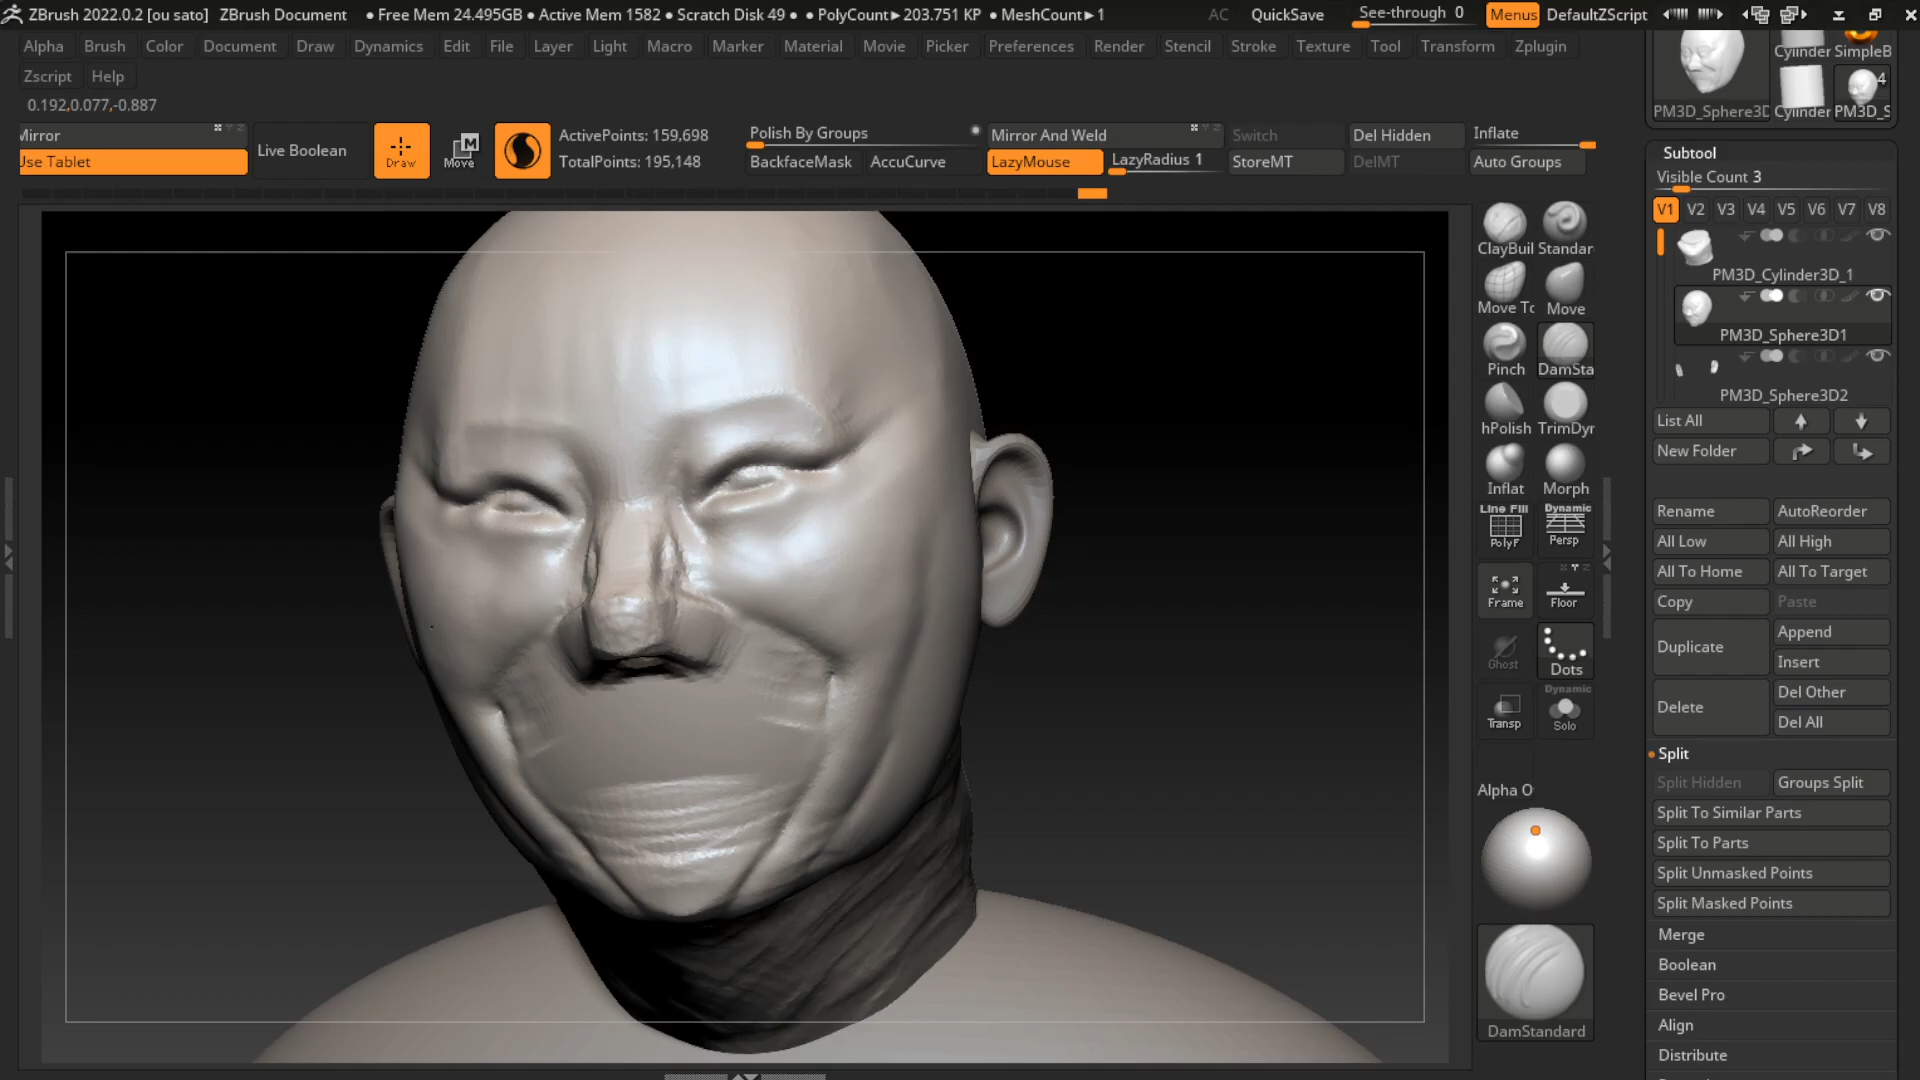 ZBrush 2022.0.2 [ou sato] ZBrush Document ● Free Mem 24.495GB ● Active Mem 1582 ● Scratch Disk 49 ● ● PolyCount► 203.751 KP ● MeshCount► 1 AC QuickSave See-through 0 Menus DefaultZScript
Alpha Brush Color Document Draw Dynamics Edit File Layer Light Macro Marker Material Movie Picker Preferences Render Stencil Stroke Texture Tool Transform Zplugin
Zscript Help
0.192,0.077,-0.887
Mirror
Use Tablet
Live Boolean
Draw
Move
M
ActivePoints: 159,698
TotalPoints: 195,148
Polish By Groups
BackfaceMask AccuCurve
Mirror And Weld
LazyMouse LazyRadius 1
Switch
StoreMT
Del Hidden
DelMT
Inflate
Auto Groups
Cylinder SimpleB
4
PM3D_Sphere3D Cylinder PM3D_S
Subtool
Visible Count 3
V1 V2 V3 V4 V5 V6 V7 V8
PM3D_Cylinder3D_1
PM3D_Sphere3D1
PM3D_Sphere3D2
List All
New Folder
Rename AutoReorder
All Low All High
All To Home All To Target
Copy Paste
Duplicate Append
Insert
Delete Del Other
Del All
Split
Split Hidden Groups Split
Split To Similar Parts
Split To Parts
Split Unmasked Points
Split Masked Points
Merge
Boolean
Bevel Pro
Align
Distribute
ClayBuil Standar
Move To Move
Pinch DamSta
hPolish TrimDyr
Inflat Morph
Line Fill Dynamic
PolyF Persp
Frame Floor
Ghost Dots
Dynamic
Transp Solo
Alpha O
DamStandard